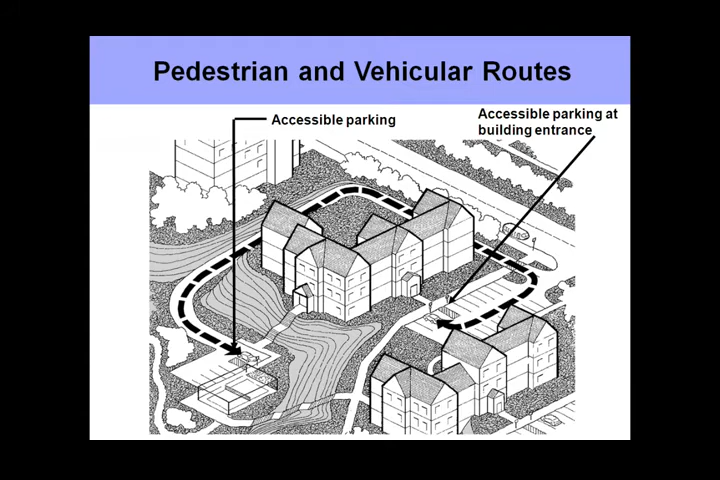 Pedestrian and Vehicular Routes
Accessible parking
Accessible parking at
building entrance